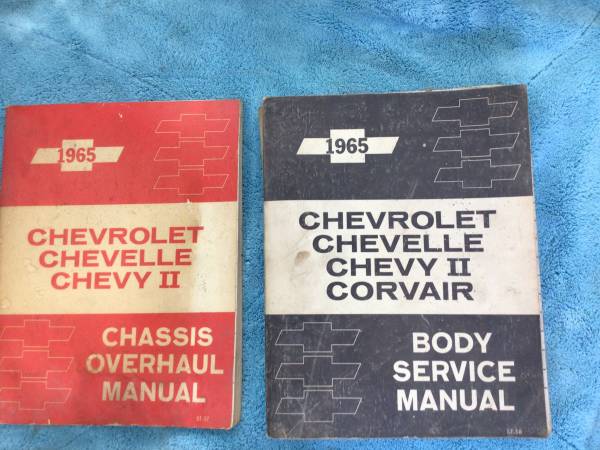 1965
CHEVROLET
CHEVELLE
CHEVY II
CHASSIS
OVERHAUL
MANUAL
1965
CHEVROLET
CHEVELLE
CHEVY II
CORVAIR
BODY
SERVICE
MANUAL